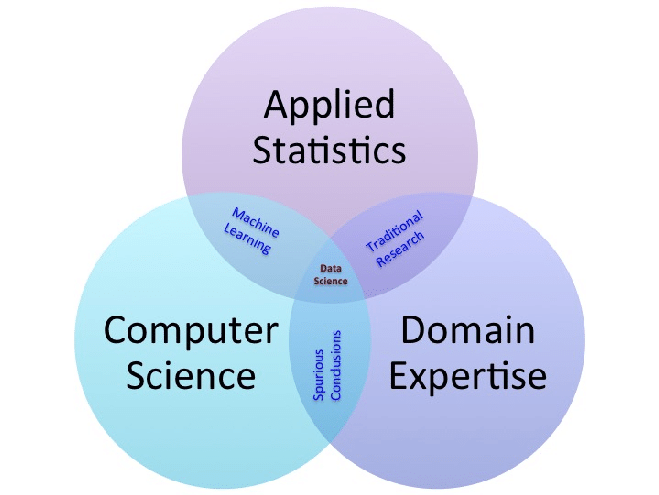 Applied
Statistics
Machine
Learning
Traditional
Research
Data
Science
Computer
Science
Spurious
Conclusions
Domain
Expertise